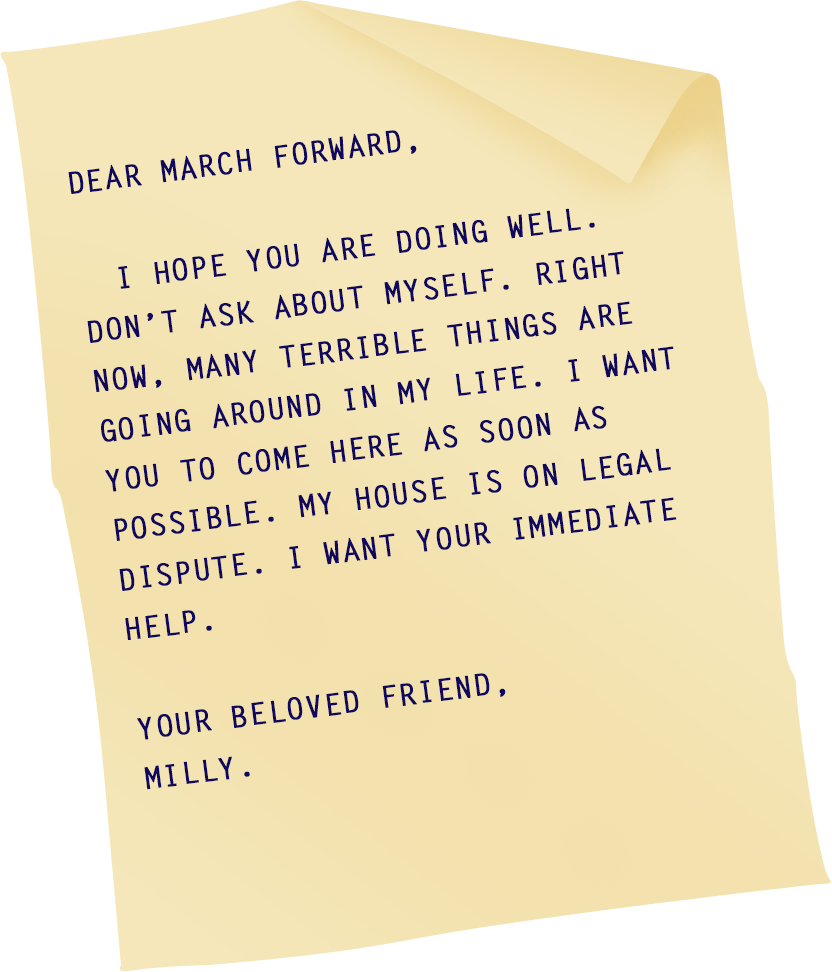 DEAR MARCH FORWARD,
I HOPE YOU ARE DOING WELL.
DON'T ASK ABOUT MYSELF. RIGHT
NOW, MANY TERRIBLE THINGS ARE
GOING AROUND IN MY LIFE. I WANT
YOU TO COME HERE AS SOON AS
POSSIBLE. MY HOUSE IS ON LEGAL
DISPUTE. I WANT YOUR IMMEDIATE
HELP.
YOUR BELOVED FRIEND,
MILLY.